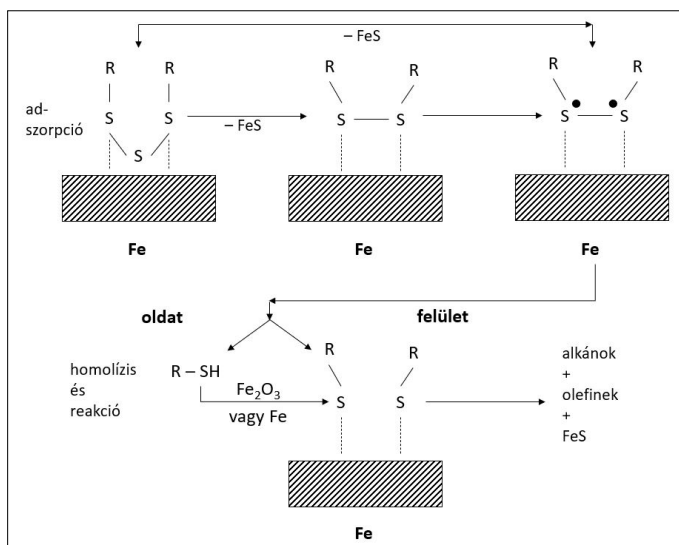 – FeS
R R R R R R
ad-
szorpció
S S S – S S – S
– FeS
S
Fe Fe Fe
oldat felület
homolízis
és
reakció
R – SH
Fe₂O₃
vagy Fe
R R
S S
alkánok
+
olefinek
+
FeS
Fe